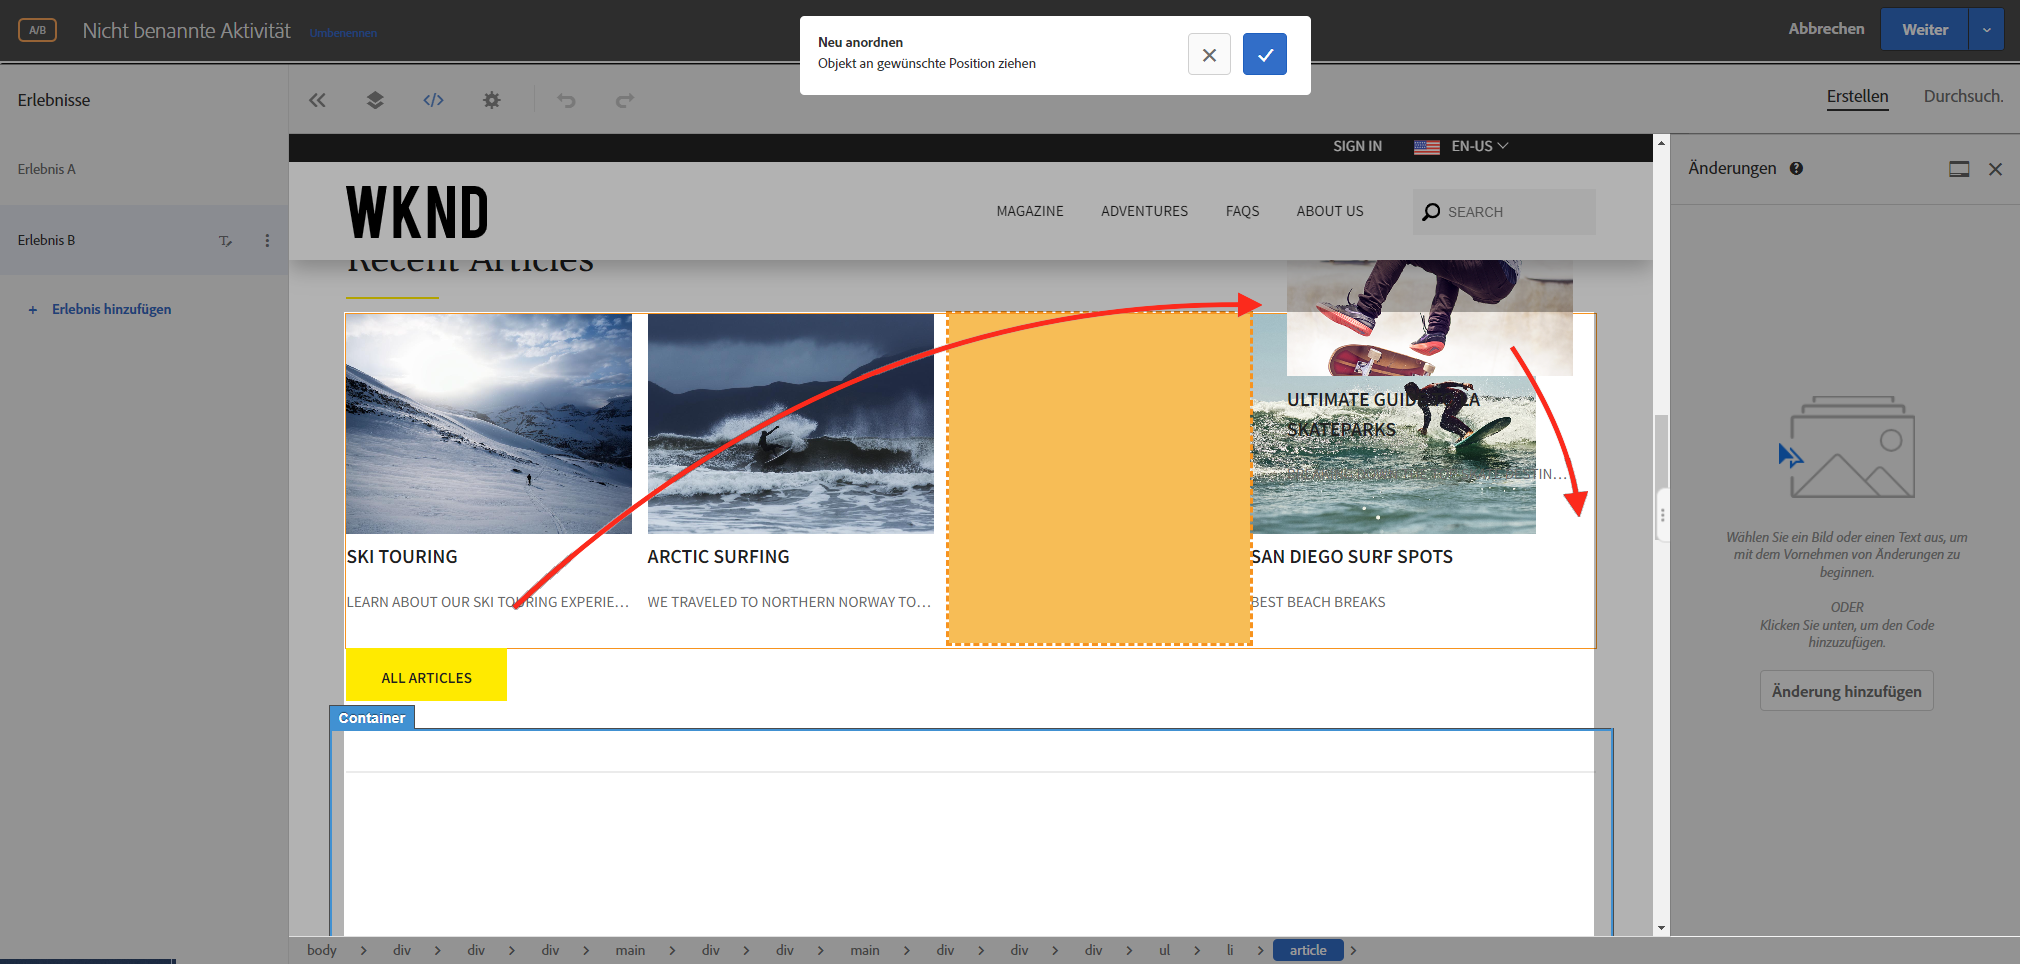 A/B
Nicht benannte Aktivität
Umbenennen
Neu anordnen
Objekt an gewünschte Position ziehen
Abbrechen
Weiter
Erlebnisse
Erstellen
Durchsuch.
Erlebnis A
Erlebnis B
+ Erlebnis hinzufügen
SIGN IN
EN-US
WKND
MAGAZINE
ADVENTURES
FAQS
ABOUT US
SEARCH
Recent Articles
SKI TOURING
LEARN ABOUT OUR SKI TOURING EXPERIE...
ARCTIC SURFING
WE TRAVELED TO NORTHERN NORWAY TO...
ULTIMATE GUIDE LA
SKATEPARKS
TIN...
SAN DIEGO SURF SPOTS
BEST BEACH BREAKS
ALL ARTICLES
Container
Änderungen
Wählen Sie ein Bild oder einen Text aus, um
mit dem Vornehmen von Änderungen zu
beginnen.
ODER
Klicken Sie unten, um den Code
hinzuzufügen.
Änderung hinzufügen
body > div > div > div > main > div > div > main > div > div > div > ul > li > article >